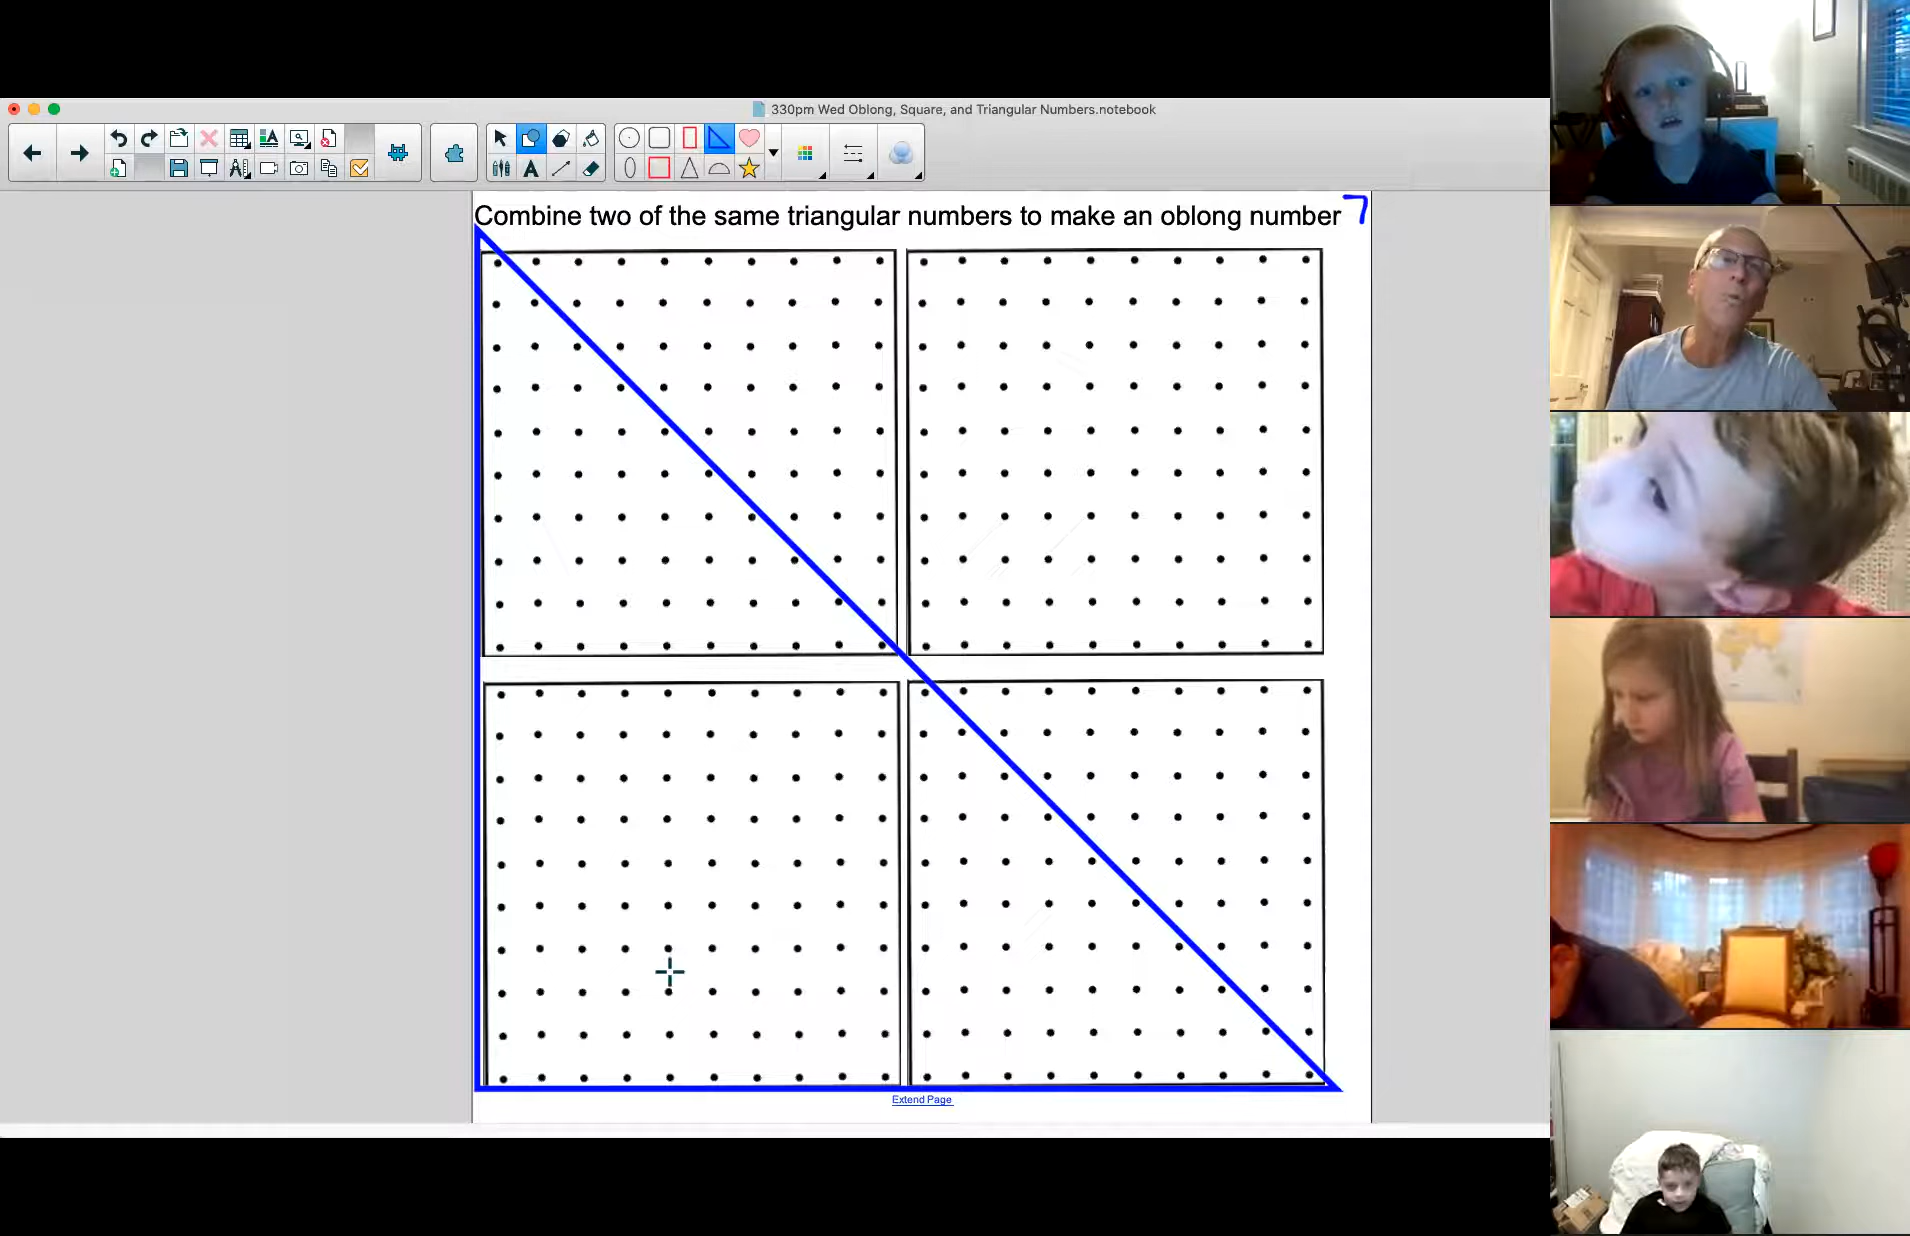 330pm Wed Oblong, Square, and Triangular Numbers.notebook
Combine two of the same triangular numbers to make an oblong number 7
Extend Page